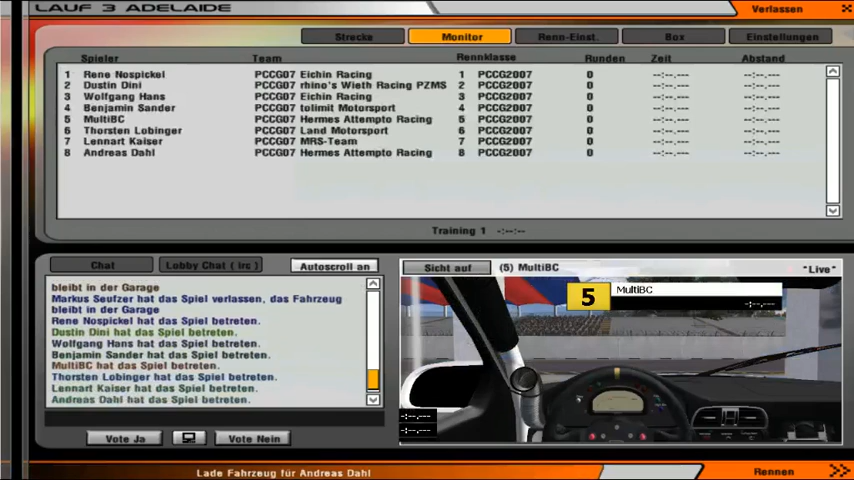 LAUF 3 ADELAIDE Verlassen
Strecke Monitor Renn-Einst. Box Einstellungen
Spieler Team Rennklasse Runden Zeit Abstand
1 Rene Nospickel PCCG07 Eichin Racing 1 PCCG2007 0 --:--.--- --:--.---
2 Dustin Dini PCCG07 rhino's Wieth Racing PZMS 2 PCCG2007 0 --:--.--- --:--.---
3 Wolfgang Hans PCCG07 Eichin Racing 3 PCCG2007 0 --:--.--- --:--.---
4 Benjamin Sander PCCG07 tolimit Motorsport 4 PCCG2007 0 --:--.--- --:--.---
5 MultiBC PCCG07 Hermes Attempto Racing 5 PCCG2007 0 --:--.--- --:--.---
6 Thorsten Lobinger PCCG07 Land Motorsport 6 PCCG2007 0 --:--.--- --:--.---
7 Lennart Kaiser PCCG07 MRS-Team 7 PCCG2007 0 --:--.--- --:--.---
8 Andreas Dahl PCCG07 Hermes Attempto Racing 8 PCCG2007 0 --:--.--- --:--.---
Training 1 -:--:--
Chat Lobby Chat ( irc ) Autoscroll an
bleibt in der Garage
Markus Seufzer hat das Spiel verlassen, das Fahrzeug
bleibt in der Garage
Rene Nospickel hat das Spiel betreten.
Dustin Dini hat das Spiel betreten.
Wolfgang Hans hat das Spiel betreten.
Benjamin Sander hat das Spiel betreten.
MultiBC hat das Spiel betreten.
Thorsten Lobinger hat das Spiel betreten.
Lennart Kaiser hat das Spiel betreten.
Andreas Dahl hat das Spiel betreten.
Vote Ja Vote Nein
Sicht auf (5) MultiBC "Live"
5 MultiBC
-:--.---
--:--.---
--:--.---
Lade Fahrzeug für Andreas Dahl Rennen >>